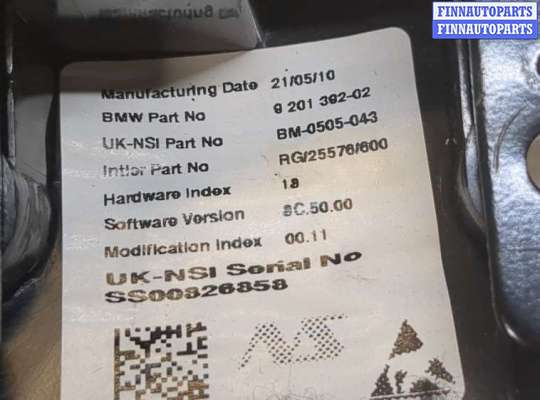 FINNAUTOPARTS
FINNAUTOPARTS
Manufacturing Date 21/05/10
BMW Part No 9 201 392-02
UK-NSI Part No BM-0505-043
Intier Part No RG/25576/600
Hardware Index 18
Software Version 8C.50.00
Modification Index 00.11
UK-NSI Serial No
SS00826858